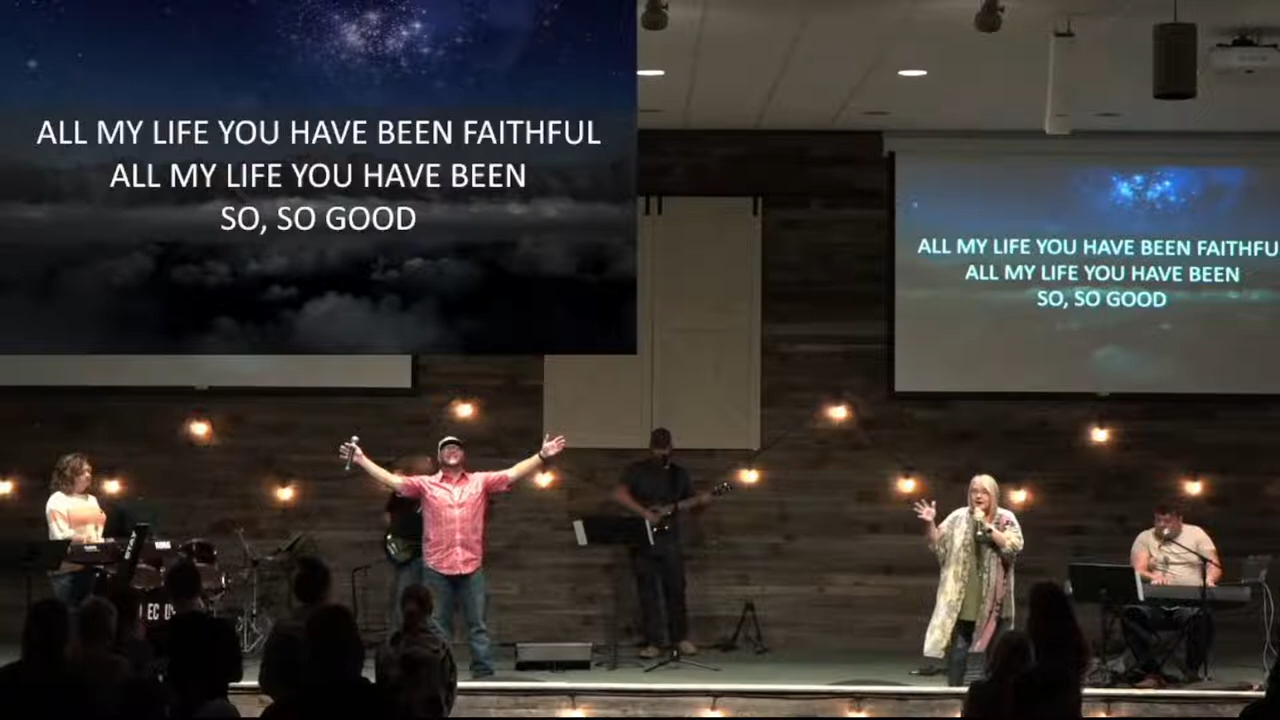 ALL MY LIFE YOU HAVE BEEN FAITHFUL
ALL MY LIFE YOU HAVE BEEN
SO, SO GOOD
ALL MY LIFE YOU HAVE BEEN FAITHFU
ALL MY LIFE YOU HAVE BEEN
SO, SO GOOD
KORG